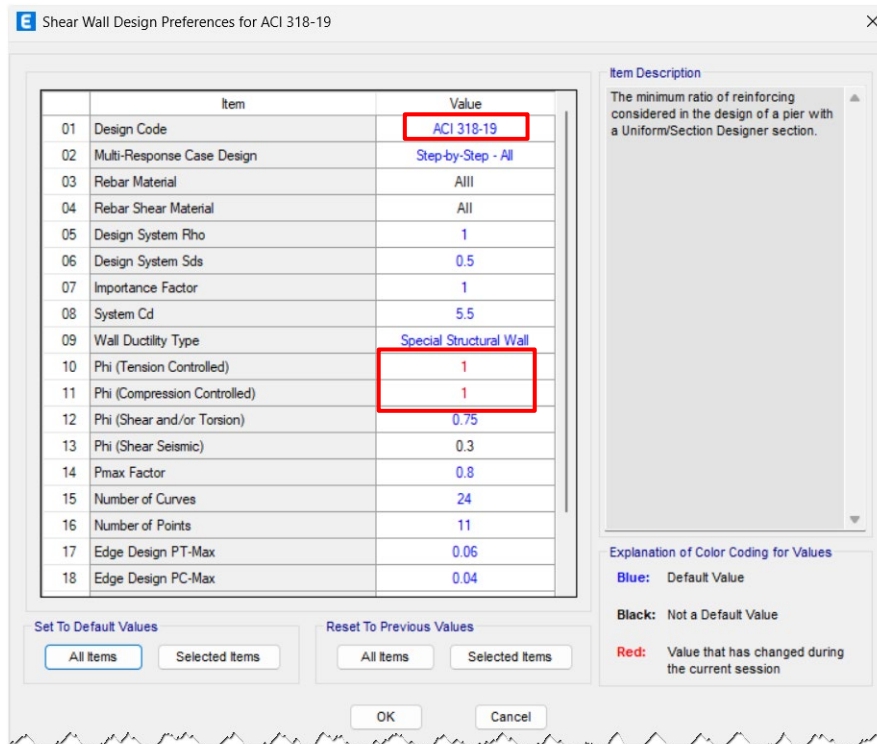 Shear Wall Design Preferences for ACI 318-19
Item Value
01 Design Code ACI 318-19
02 Multi-Response Case Design Step-by-Step - All
03 Rebar Material AIII
04 Rebar Shear Material AII
05 Design System Rho 1
06 Design System Sds 0.5
07 Importance Factor 1
08 System Cd 5.5
09 Wall Ductility Type Special Structural Wall
10 Phi (Tension Controlled) 1
11 Phi (Compression Controlled) 1
12 Phi (Shear and/or Torsion) 0.75
13 Phi (Shear Seismic) 0.3
14 Pmax Factor 0.8
15 Number of Curves 24
16 Number of Points 11
17 Edge Design PT-Max 0.06
18 Edge Design PC-Max 0.04
Item Description
The minimum ratio of reinforcing
considered in the design of a pier with
a Uniform/Section Designer section.
Explanation of Color Coding for Values
Blue: Default Value
Black: Not a Default Value
Red: Value that has changed during
the current session
Set To Default Values
All Items Selected Items
Reset To Previous Values
All Items Selected Items
OK Cancel